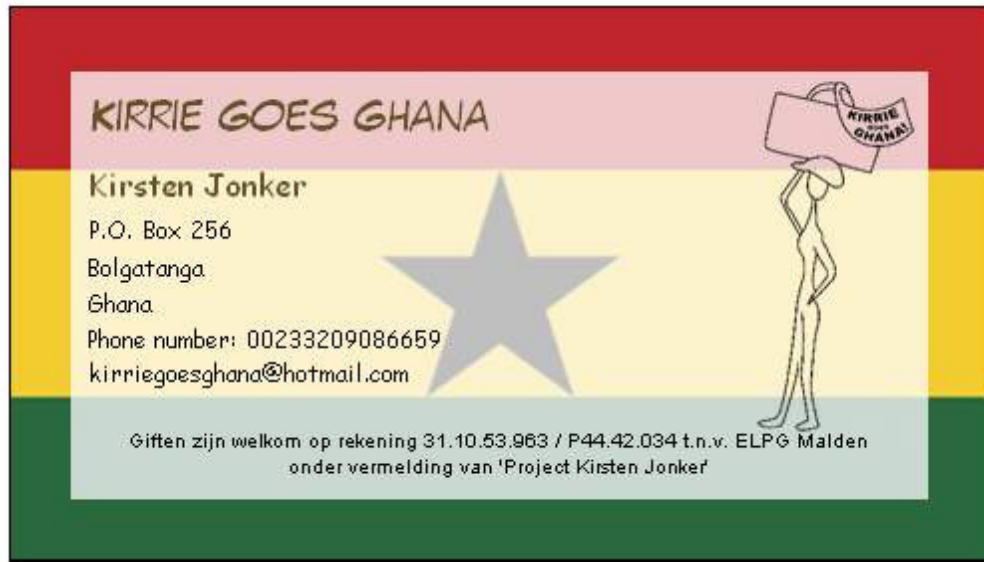 KIRRIE GOES GHANA
KIRRIE
GOES
GHANA!
Kirsten Jonker
P.O. Box 256
Bolgatanga
Ghana
Phone number: 00233209086659
kirriegoesghana@hotmail.com
Giften zijn welkom op rekening 31.10.53.963 / P44.42.034 t.n.v. ELPG Malden
onder vermelding van 'Project Kirsten Jonker'